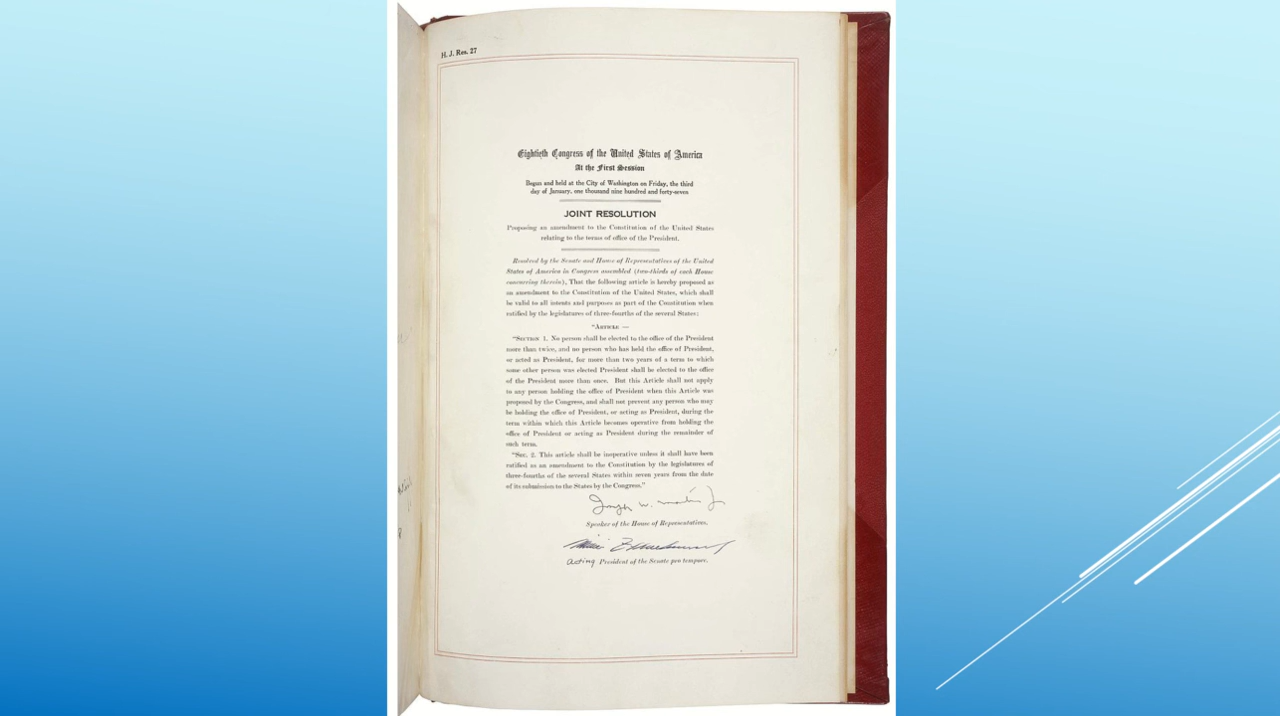 H. J. Res. 27
Eightieth Congress of the United States of America
At the First Session
Begun and held at the City of Washington on Friday, the third
day of January, one thousand nine hundred and forty-seven
JOINT RESOLUTION
Proposing an amendment to the Constitution of the United States
relating to the terms of office of the President.
Resolved by the Senate and House of Representatives of the United
States of America in Congress assembled (two-thirds of each House
concurring therein), That the following article is hereby proposed as
an amendment to the Constitution of the United States, which shall
be valid to all intents and purposes as part of the Constitution when
ratified by the legislatures of three-fourths of the several States:
"ARTICLE —
"SECTION 1. No person shall be elected to the office of the President
more than twice, and no person who has held the office of President,
or acted as President, for more than two years of a term to which
some other person was elected President shall be elected to the office
of the President more than once. But this Article shall not apply
to any person holding the office of President when this Article was
proposed by the Congress, and shall not prevent any person who may
be holding the office of President, or acting as President, during the
term within which this Article becomes operative from holding the
office of President or acting as President during the remainder of
such term.
"SEC. 2. This article shall be inoperative unless it shall have been
ratified as an amendment to the Constitution by the legislatures of
three-fourths of the several States within seven years from the date
of its submission to the States by the Congress."
Joseph W. Martin Jr
Speaker of the House of Representatives.
acting President of the Senate pro tempore.